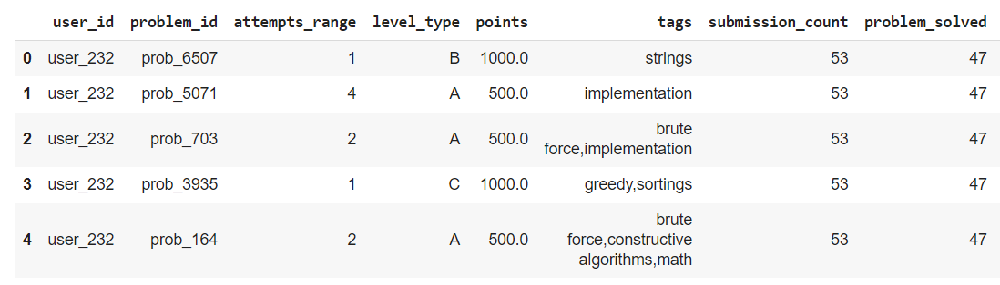 user_id problem_id attempts_range level_type points tags submission_count problem_solved
0 user_232 prob_6507 1 B 1000.0 strings 53 47
1 user_232 prob_5071 4 A 500.0 implementation 53 47
2 user_232 prob_703 2 A 500.0 brute
force,implementation 53 47
3 user_232 prob_3935 1 C 1000.0 greedy,sortings 53 47
4 user_232 prob_164 2 A 500.0 brute
force,constructive
algorithms,math 53 47